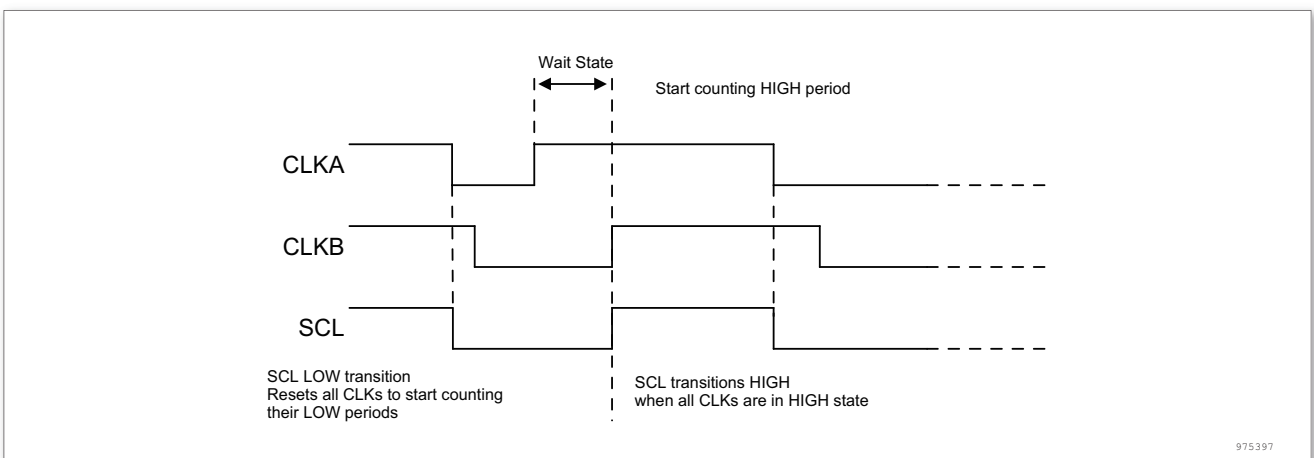 Wait State
Start counting HIGH period
CLKA
CLKB
SCL
SCL LOW transition
Resets all CLKs to start counting
their LOW periods
SCL transitions HIGH
when all CLKs are in HIGH state
975397